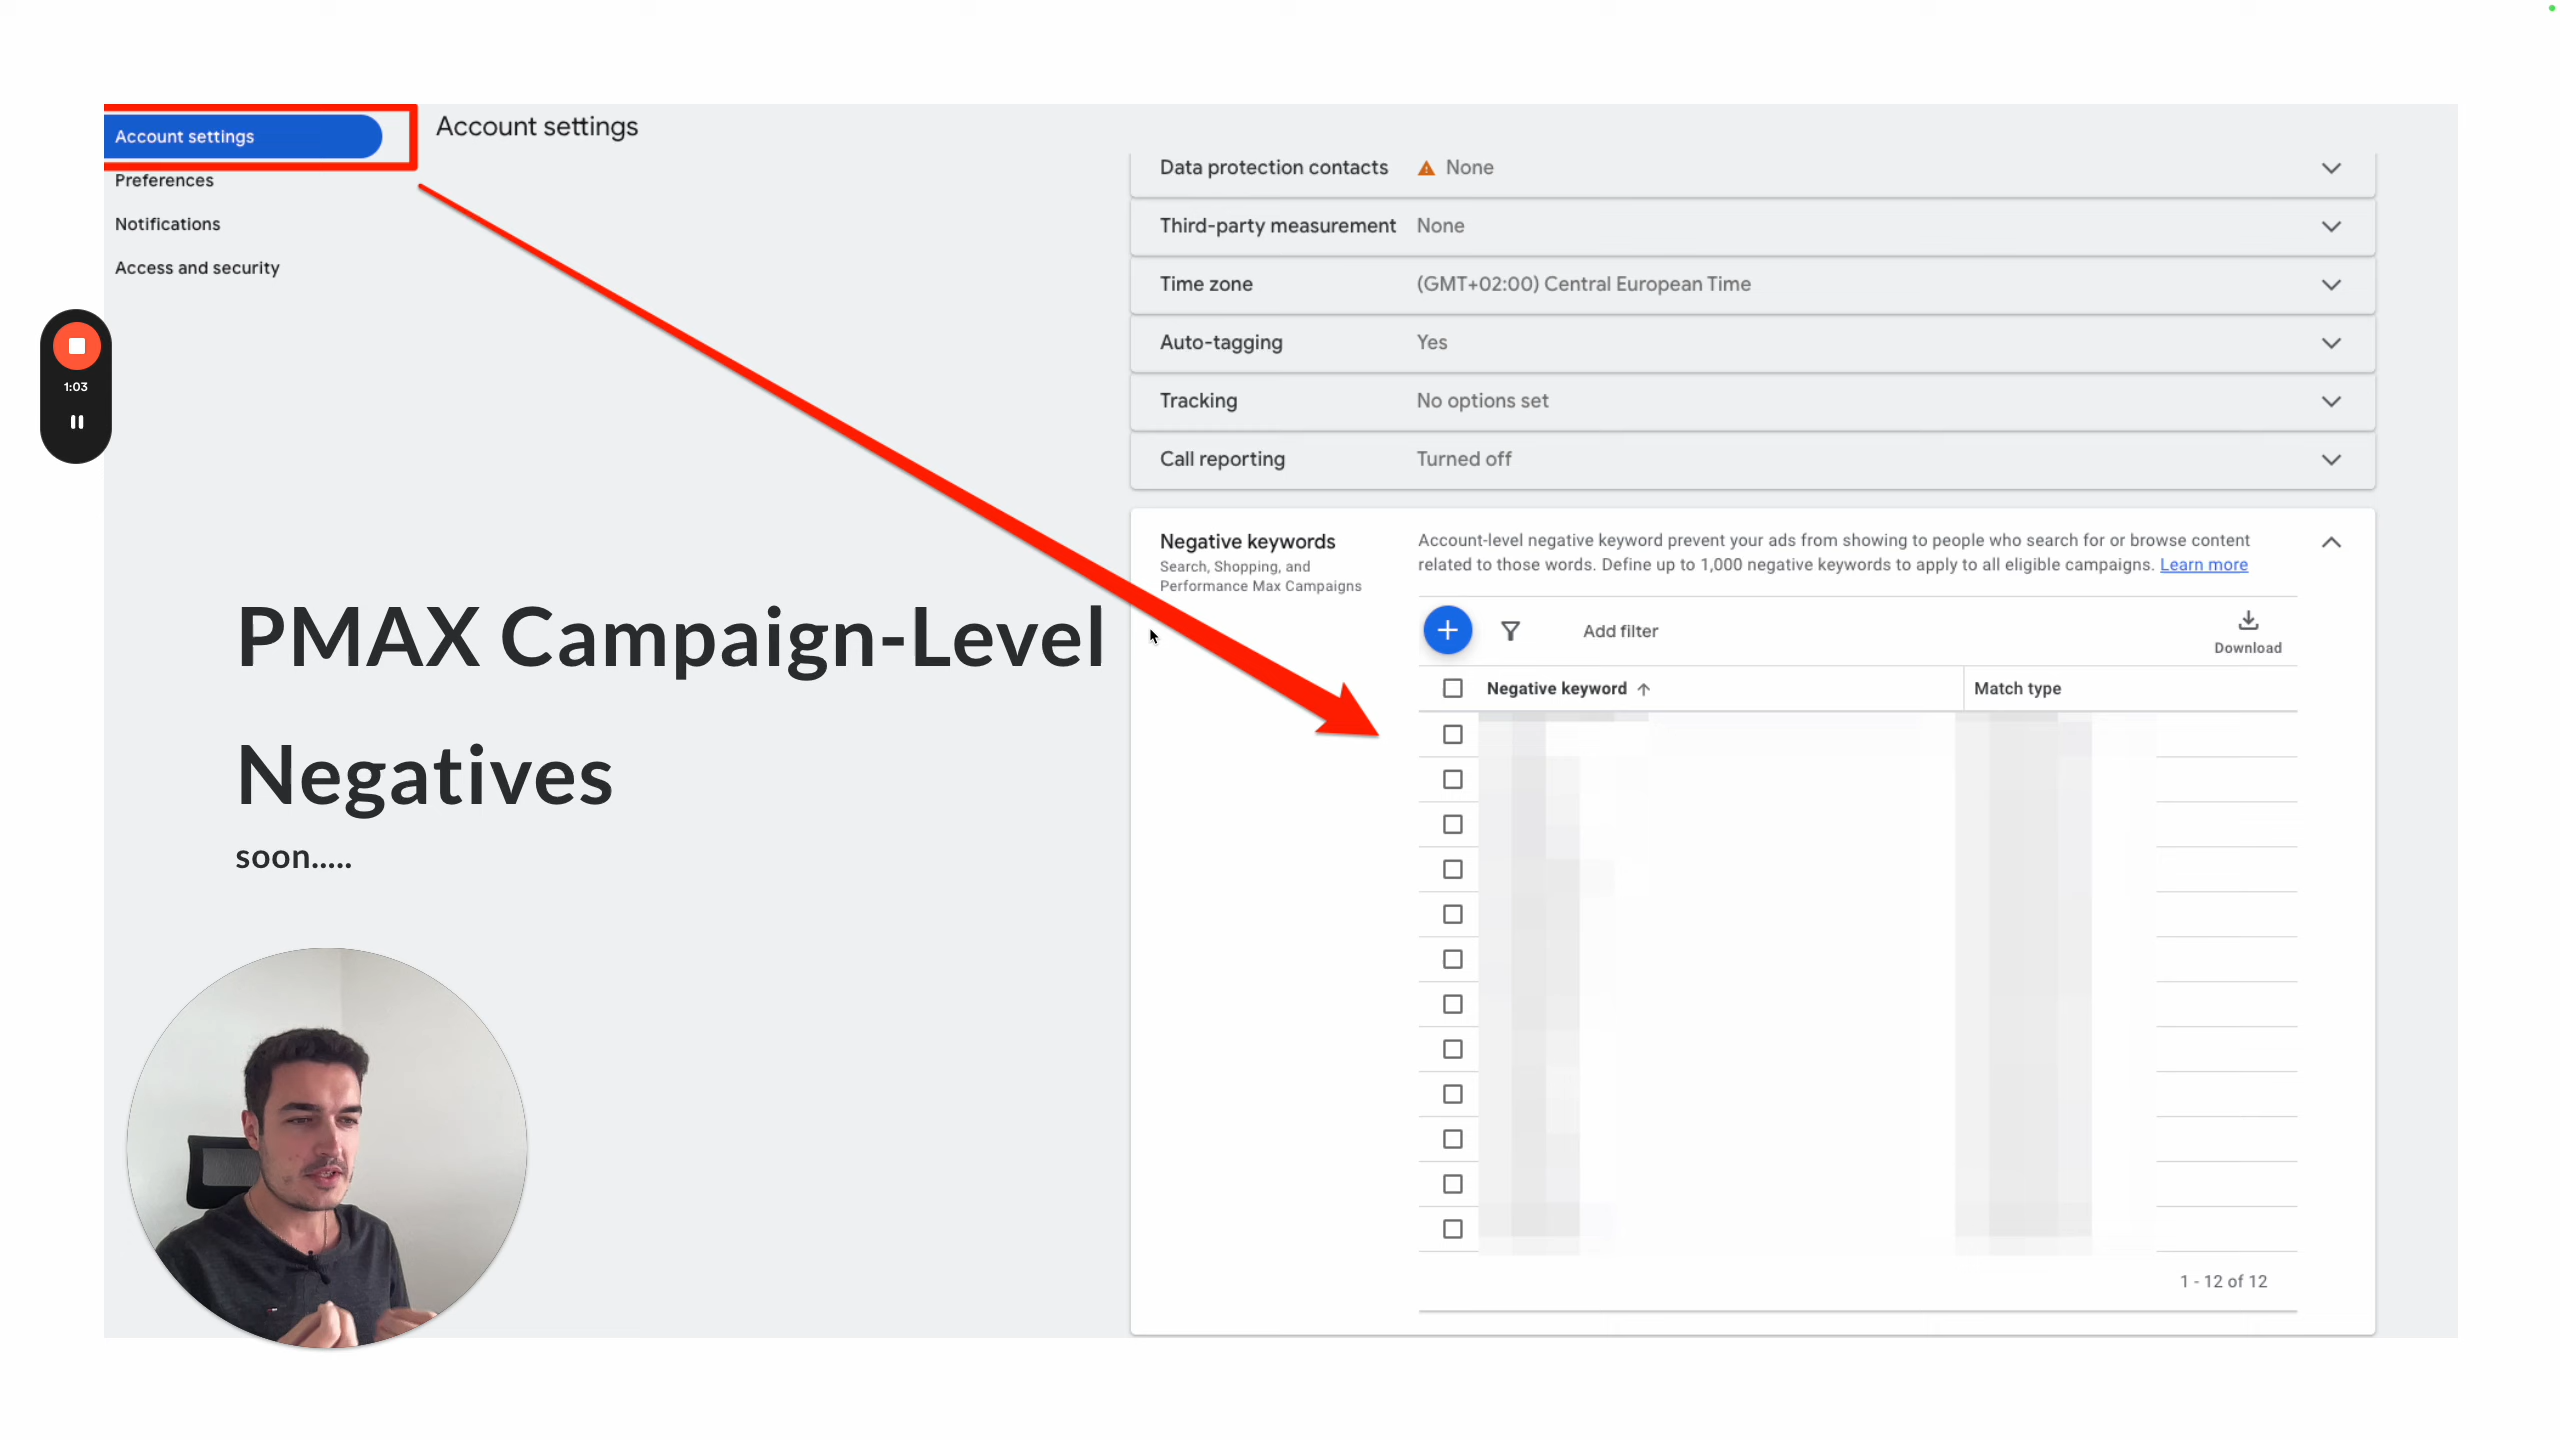 Account settings
Account settings
Preferences
Notifications
Access and security
1:03
Data protection contacts None
Third-party measurement None
Time zone (GMT+02:00) Central European Time
Auto-tagging Yes
Tracking No options set
Call reporting Turned off
Negative keywords
Search, Shopping, and
Performance Max Campaigns
Account-level negative keyword prevent your ads from showing to people who search for or browse content
related to those words. Define up to 1,000 negative keywords to apply to all eligible campaigns. Learn more
Add filter
Download
Negative keyword Match type
1 - 12 of 12
PMAX Campaign-Level
Negatives
soon.....